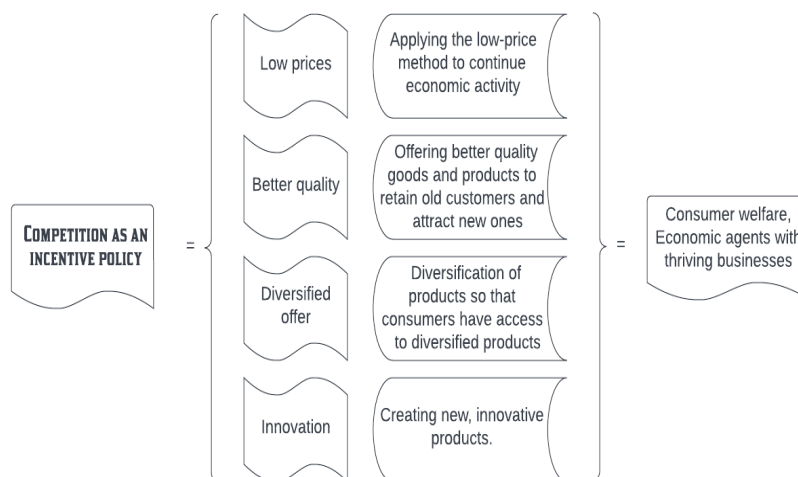 COMPETITION AS AN
INCENTIVE POLICY
=
Low prices
Applying the low-price
method to continue
economic activity
Better quality
Offering better quality
goods and products to
retain old customers and
attract new ones
Diversified
offer
Diversification of
products so that
consumers have access
to diversified products
Innovation
Creating new, innovative
products.
=
Consumer welfare,
Economic agents with
thriving businesses